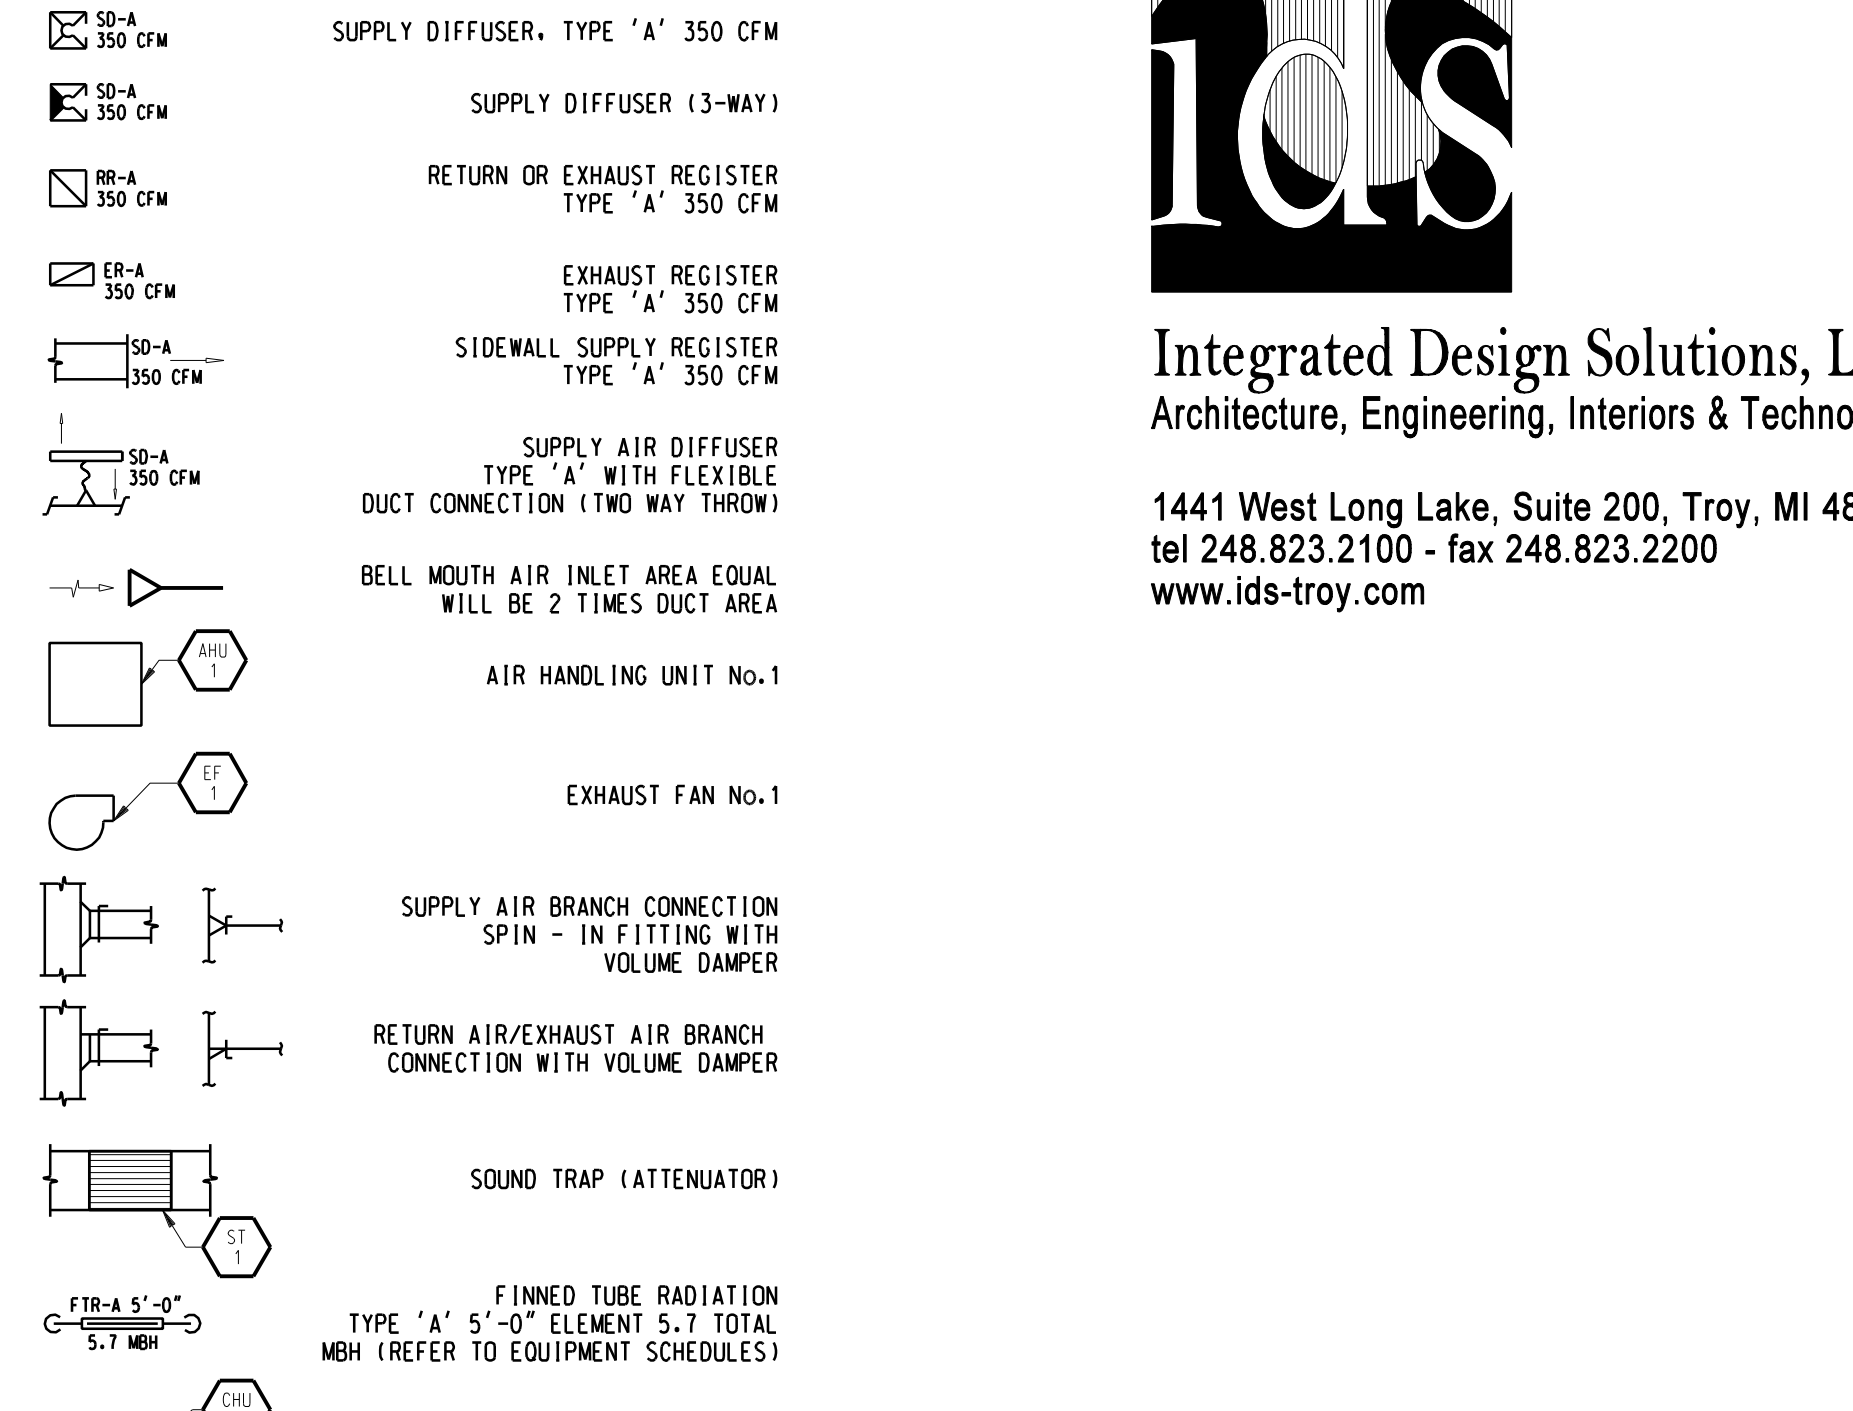 SD-A
350 CFM
SUPPLY DIFFUSER, TYPE 'A' 350 CFM
SD-A
350 CFM
SUPPLY DIFFUSER (3-WAY)
RR-A
350 CFM
RETURN OR EXHAUST REGISTER
TYPE 'A' 350 CFM
ER-A
350 CFM
EXHAUST REGISTER
TYPE 'A' 350 CFM
SD-A
350 CFM
SIDEWALL SUPPLY REGISTER
TYPE 'A' 350 CFM
SD-A
350 CFM
SUPPLY AIR DIFFUSER
TYPE 'A' WITH FLEXIBLE
DUCT CONNECTION (TWO WAY THROW)
BELL MOUTH AIR INLET AREA EQUAL
WILL BE 2 TIMES DUCT AREA
AHU
1
AIR HANDLING UNIT No.1
EF
1
EXHAUST FAN No.1
SUPPLY AIR BRANCH CONNECTION
SPIN - IN FITTING WITH
VOLUME DAMPER
RETURN AIR/EXHAUST AIR BRANCH
CONNECTION WITH VOLUME DAMPER
SOUND TRAP (ATTENUATOR)
ST
1
FTR-A 5'-0"
5.7 MBH
FINNED TUBE RADIATION
TYPE 'A' 5'-0" ELEMENT 5.7 TOTAL
MBH (REFER TO EQUIPMENT SCHEDULES)
CHU
ids
Integrated Design Solutions, L
Architecture, Engineering, Interiors & Techno
1441 West Long Lake, Suite 200, Troy, MI 48
tel 248.823.2100 - fax 248.823.2200
www.ids-troy.com